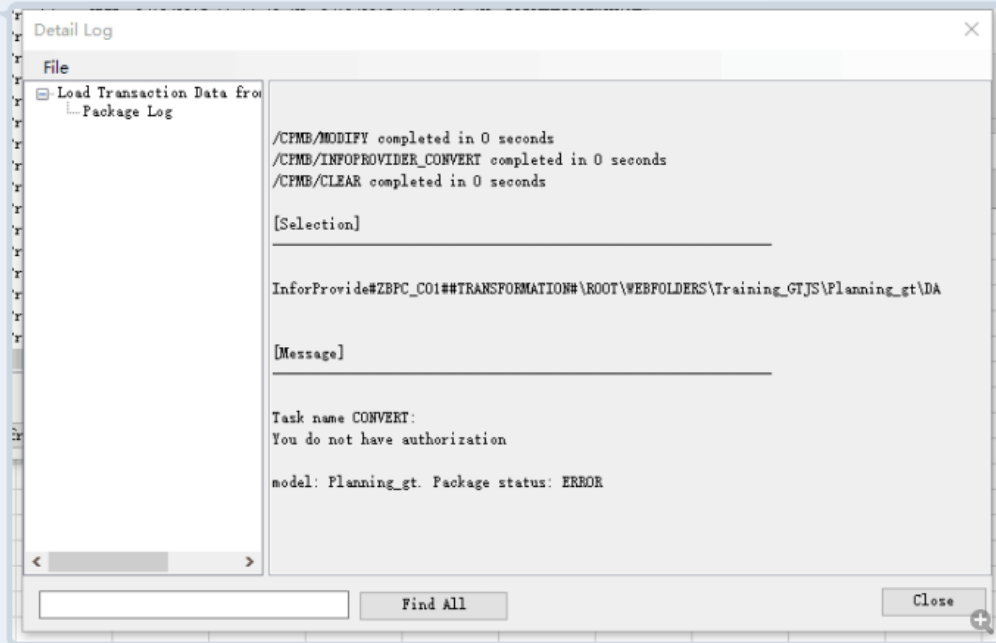 Detail Log
File
Load Transaction Data fro
Package Log
/CPMB/MODIFY completed in 0 seconds
/CPMB/INFOPROVIDER_CONVERT completed in 0 seconds
/CPMB/CLEAR completed in 0 seconds
[Selection]
InforProvide#ZBPC_C01##TRANSFORMATION#\ROOT\WEBFOLDERS\Training_GTJS\Planning_gt\DA
[Message]
Task name CONVERT:
You do not have authorization
model: Planning_gt. Package status: ERROR
Find All
Close